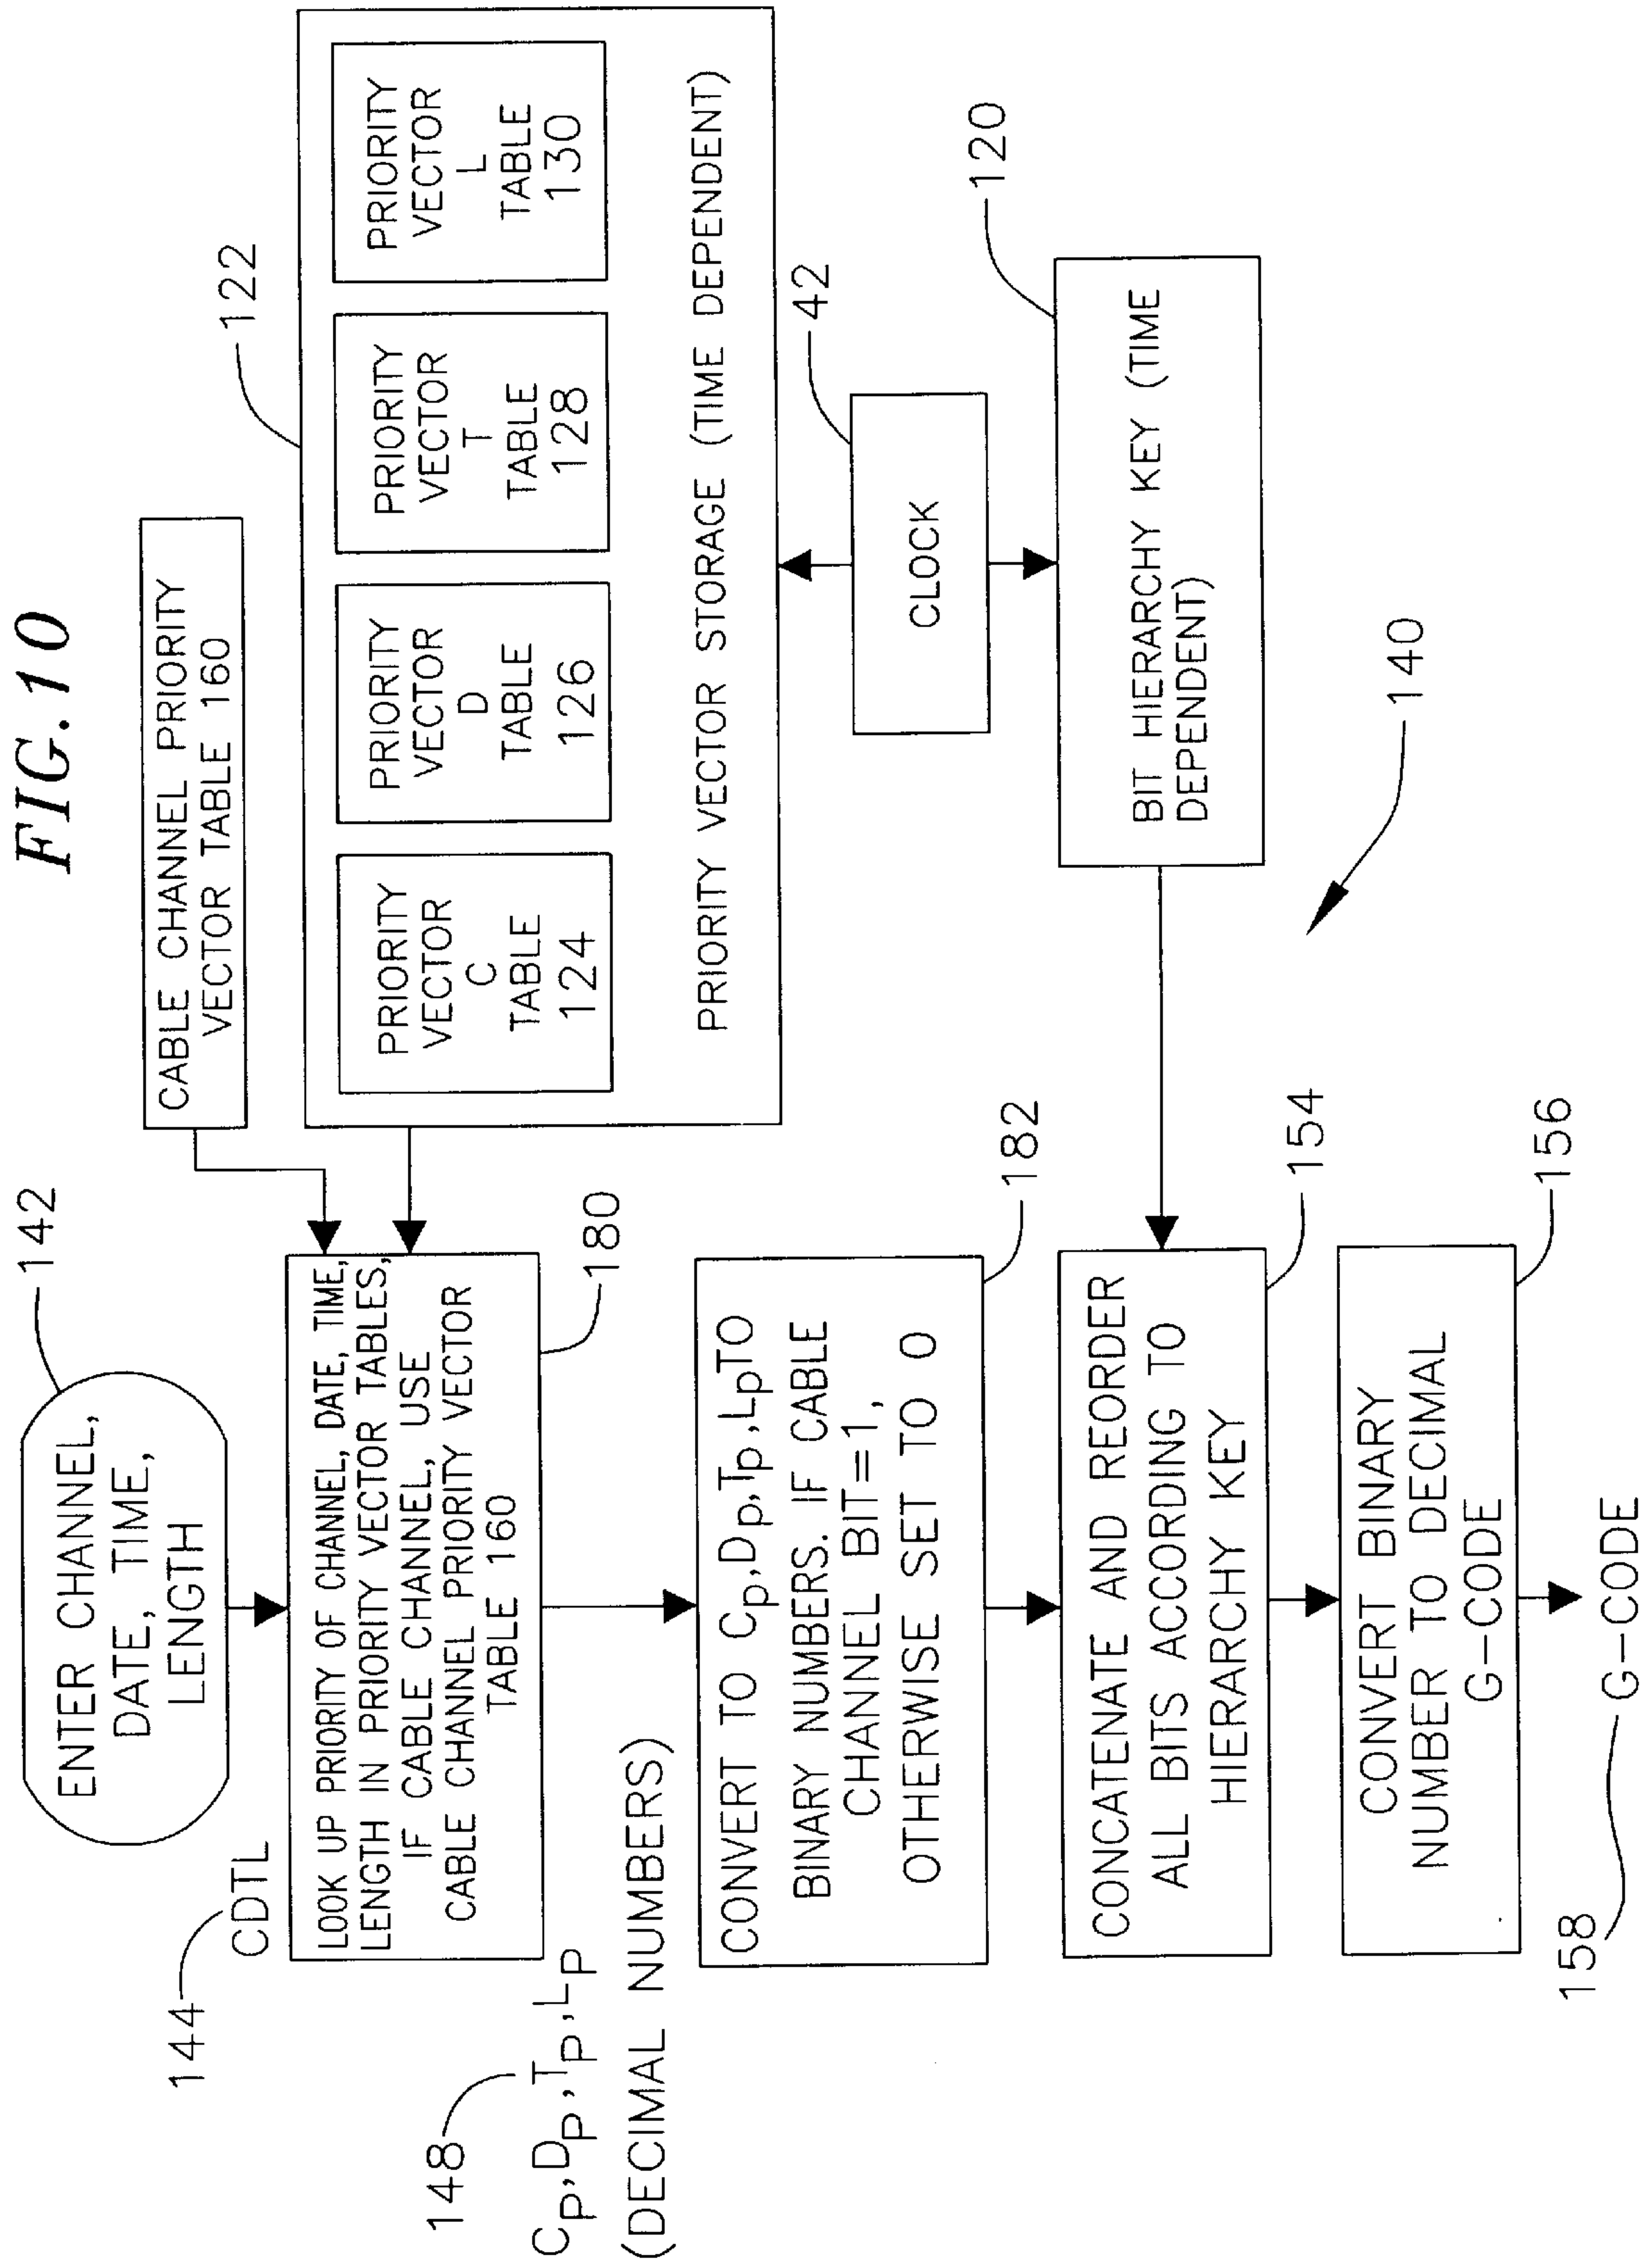 FIG.10
142
ENTER CHANNEL,
DATE, TIME,
LENGTH
144
CDTL
CABLE CHANNEL PRIORITY
VECTOR TABLE 160
122
PRIORITY
VECTOR
C
TABLE
124
PRIORITY
VECTOR
D
TABLE
126
PRIORITY
VECTOR
T
TABLE
128
PRIORITY
VECTOR
L
TABLE
130
PRIORITY VECTOR STORAGE (TIME DEPENDENT)
LOOK UP PRIORITY OF CHANNEL, DATE, TIME,
LENGTH IN PRIORITY VECTOR TABLES,
IF CABLE CHANNEL, USE
CABLE CHANNEL PRIORITY VECTOR
TABLE 160
180
148
Cp,Dp,Tp,Lp
(DECIMAL NUMBERS)
42
CLOCK
CONVERT TO Cp,Dp,Tp,Lp TO
BINARY NUMBERS. IF CABLE
CHANNEL BIT=1,
OTHERWISE SET TO 0
182
120
BIT HIERARCHY KEY (TIME
DEPENDENT)
CONCATENATE AND REORDER
ALL BITS ACCORDING TO
HIERARCHY KEY
154
140
CONVERT BINARY
NUMBER TO DECIMAL
G-CODE
156
158
G-CODE